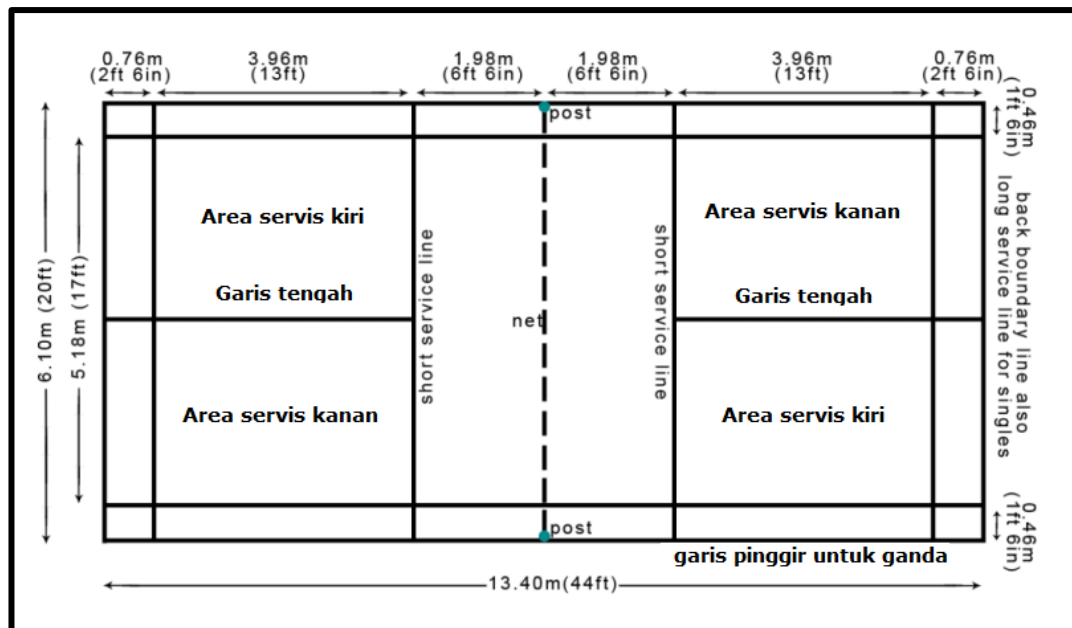 0.76m
(2ft 6in)
3.96m
(13ft)
1.98m
(6ft 6in)
1.98m
(6ft 6in)
3.96m
(13ft)
0.76m
(2ft 6in)
0.46m
(1ft 6in)
post
Area servis kiri
Area servis kanan
Garis tengah
Garis tengah
6.10m (20ft)
5.18m (17ft)
short service line
net
short service line
back boundary line also
long service line for singles
Area servis kanan
Area servis kiri
post
0.46m
(1ft 6in)
garis pinggir untuk ganda
13.40m(44ft)